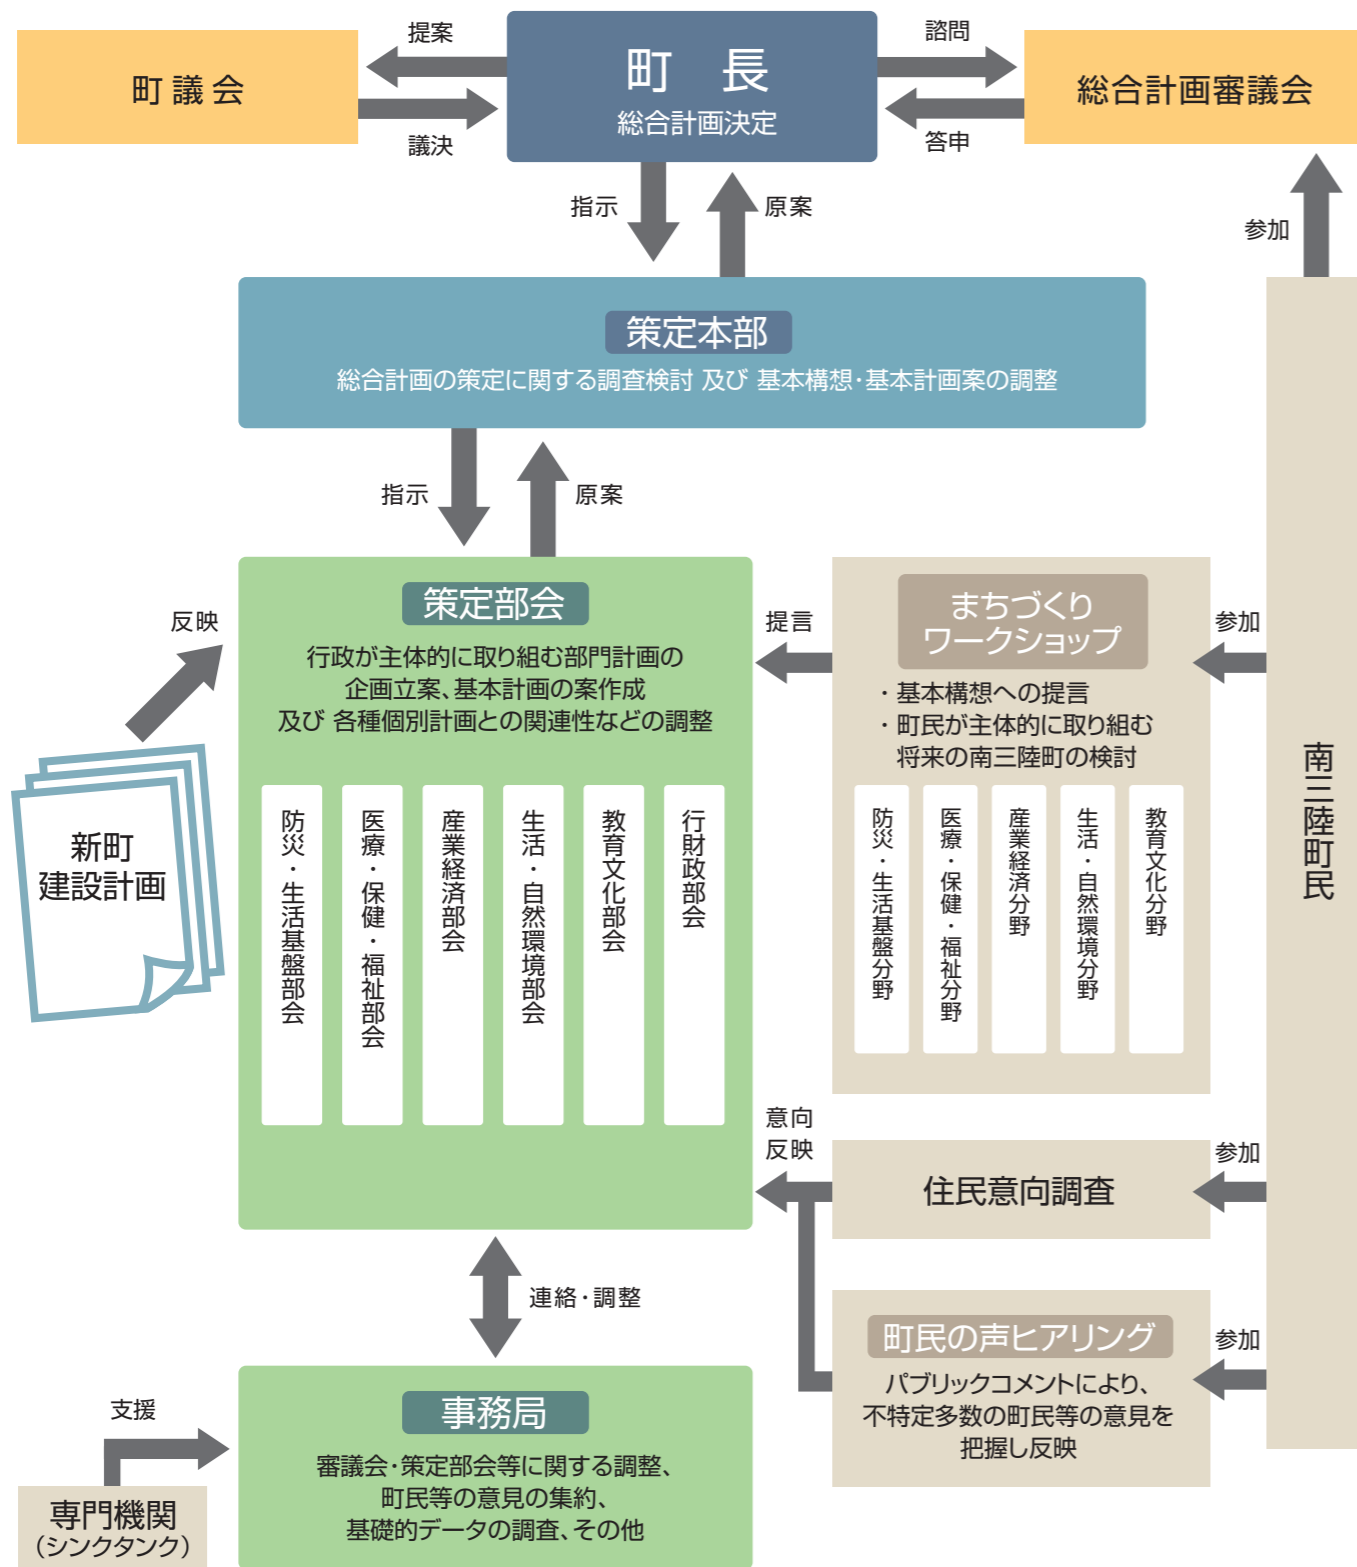 提案
町議会
議決
町　長
総合計画決定
諮問
総合計画審議会
答申
指示
原案
参加
策定本部
総合計画の策定に関する調査検討 及び 基本構想・基本計画案の調整
指示
原案
反映
新町
建設計画
策定部会
行政が主体的に取り組む部門計画の
企画立案、基本計画の案作成
及び 各種個別計画との関連性などの調整
防災・生活基盤部会
医療・保健・福祉部会
産業経済部会
生活・自然環境部会
教育文化部会
行財政部会
提言
まちづくり
ワークショップ
・基本構想への提言
・町民が主体的に取り組む
将来の南三陸町の検討
防災・生活基盤分野
医療・保健・福祉分野
産業経済分野
生活・自然環境分野
教育文化分野
参加
南三陸町民
意向
反映
住民意向調査
参加
町民の声ヒアリング
パブリックコメントにより、
不特定多数の町民等の意見を
把握し反映
参加
連絡・調整
事務局
審議会・策定部会等に関する調整、
町民等の意見の集約、
基礎的データの調査、その他
支援
専門機関
（シンクタンク）